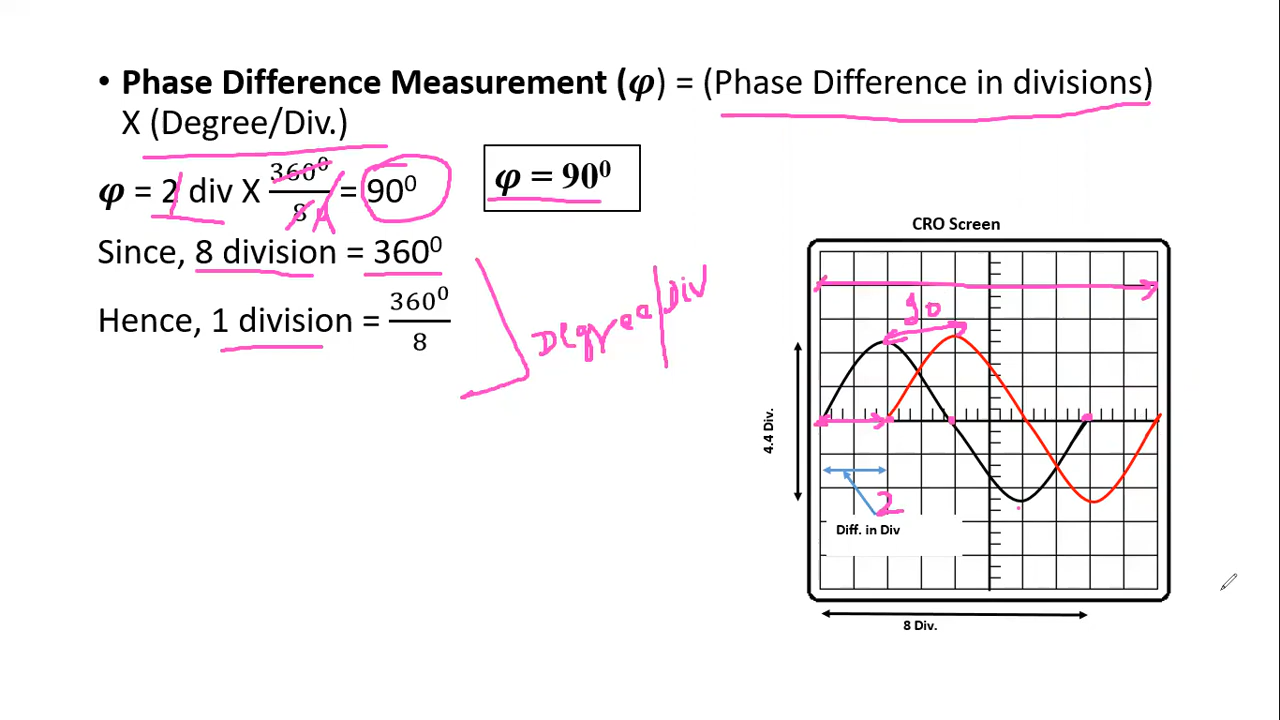 • Phase Difference Measurement (φ) = (Phase Difference in divisions)
X (Degree/Div.)
φ = 2 div X 360⁰/8 = 90⁰
φ = 90⁰
Since, 8 division = 360⁰
Hence, 1 division = 360⁰/8
Degree/Div
CRO Screen
90
4.4 Div.
2
Diff. in Div
8 Div.